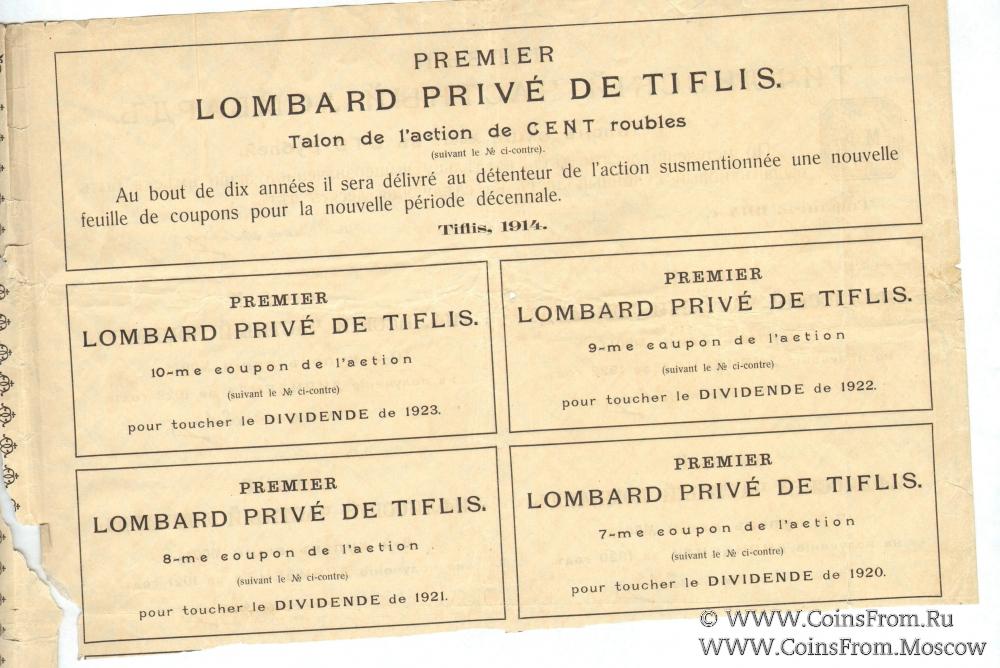 PREMIER
LOMBARD PRIVÉ DE TIFLIS.
Talon de l'action de CENT roubles
(suivant le № ci-contre).
Au bout de dix années il sera délivré au détenteur de l'action susmentionnée une nouvelle
feuille de coupons pour la nouvelle période décennale.
Tiflis, 1914.
PREMIER
LOMBARD PRIVÉ DE TIFLIS.
10-me coupon de l'action
(suivant le № ci-contre)
pour toucher le DIVIDENDE de 1923.
PREMIER
LOMBARD PRIVÉ DE TIFLIS.
9-me coupon de l'action
(suivant le № ci-contre)
pour toucher le DIVIDENDE de 1922.
PREMIER
LOMBARD PRIVÉ DE TIFLIS.
8-me coupon de l'action
(suivant le № ci-contre)
pour toucher le DIVIDENDE de 1921.
PREMIER
LOMBARD PRIVÉ DE TIFLIS.
7-me coupon de l'action
(suivant le № ci-contre)
pour toucher le DIVIDENDE de 1920.
© WWW.CoinsFrom.Ru
WWW.CoinsFrom.Moscow